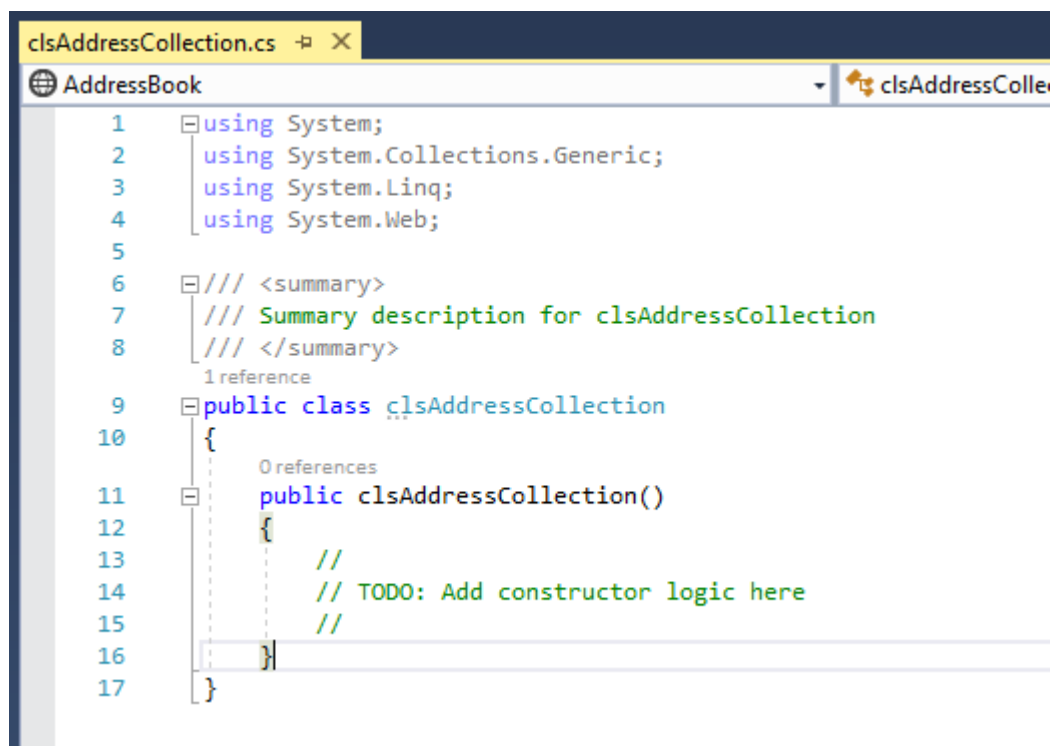 clsAddressCollection.cs
AddressBook clsAddressColle
1 using System;
2 using System.Collections.Generic;
3 using System.Linq;
4 using System.Web;
5
6 /// <summary>
7 /// Summary description for clsAddressCollection
8 /// </summary>
1 reference
9 public class clsAddressCollection
10 {
0 references
11 public clsAddressCollection()
12 {
13 //
14 // TODO: Add constructor logic here
15 //
16 }
17 }